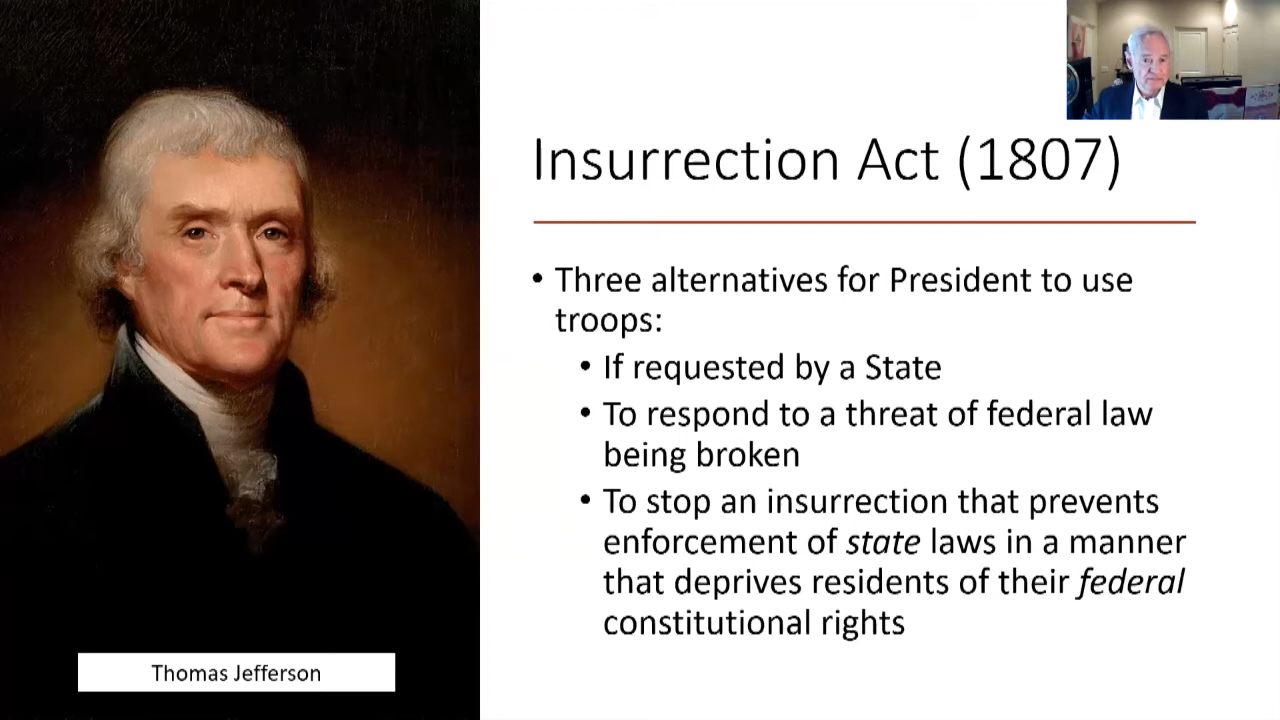 Insurrection Act (1807)
• Three alternatives for President to use
troops:
• If requested by a State
• To respond to a threat of federal law
being broken
• To stop an insurrection that prevents
enforcement of state laws in a manner
that deprives residents of their federal
constitutional rights
Thomas Jefferson